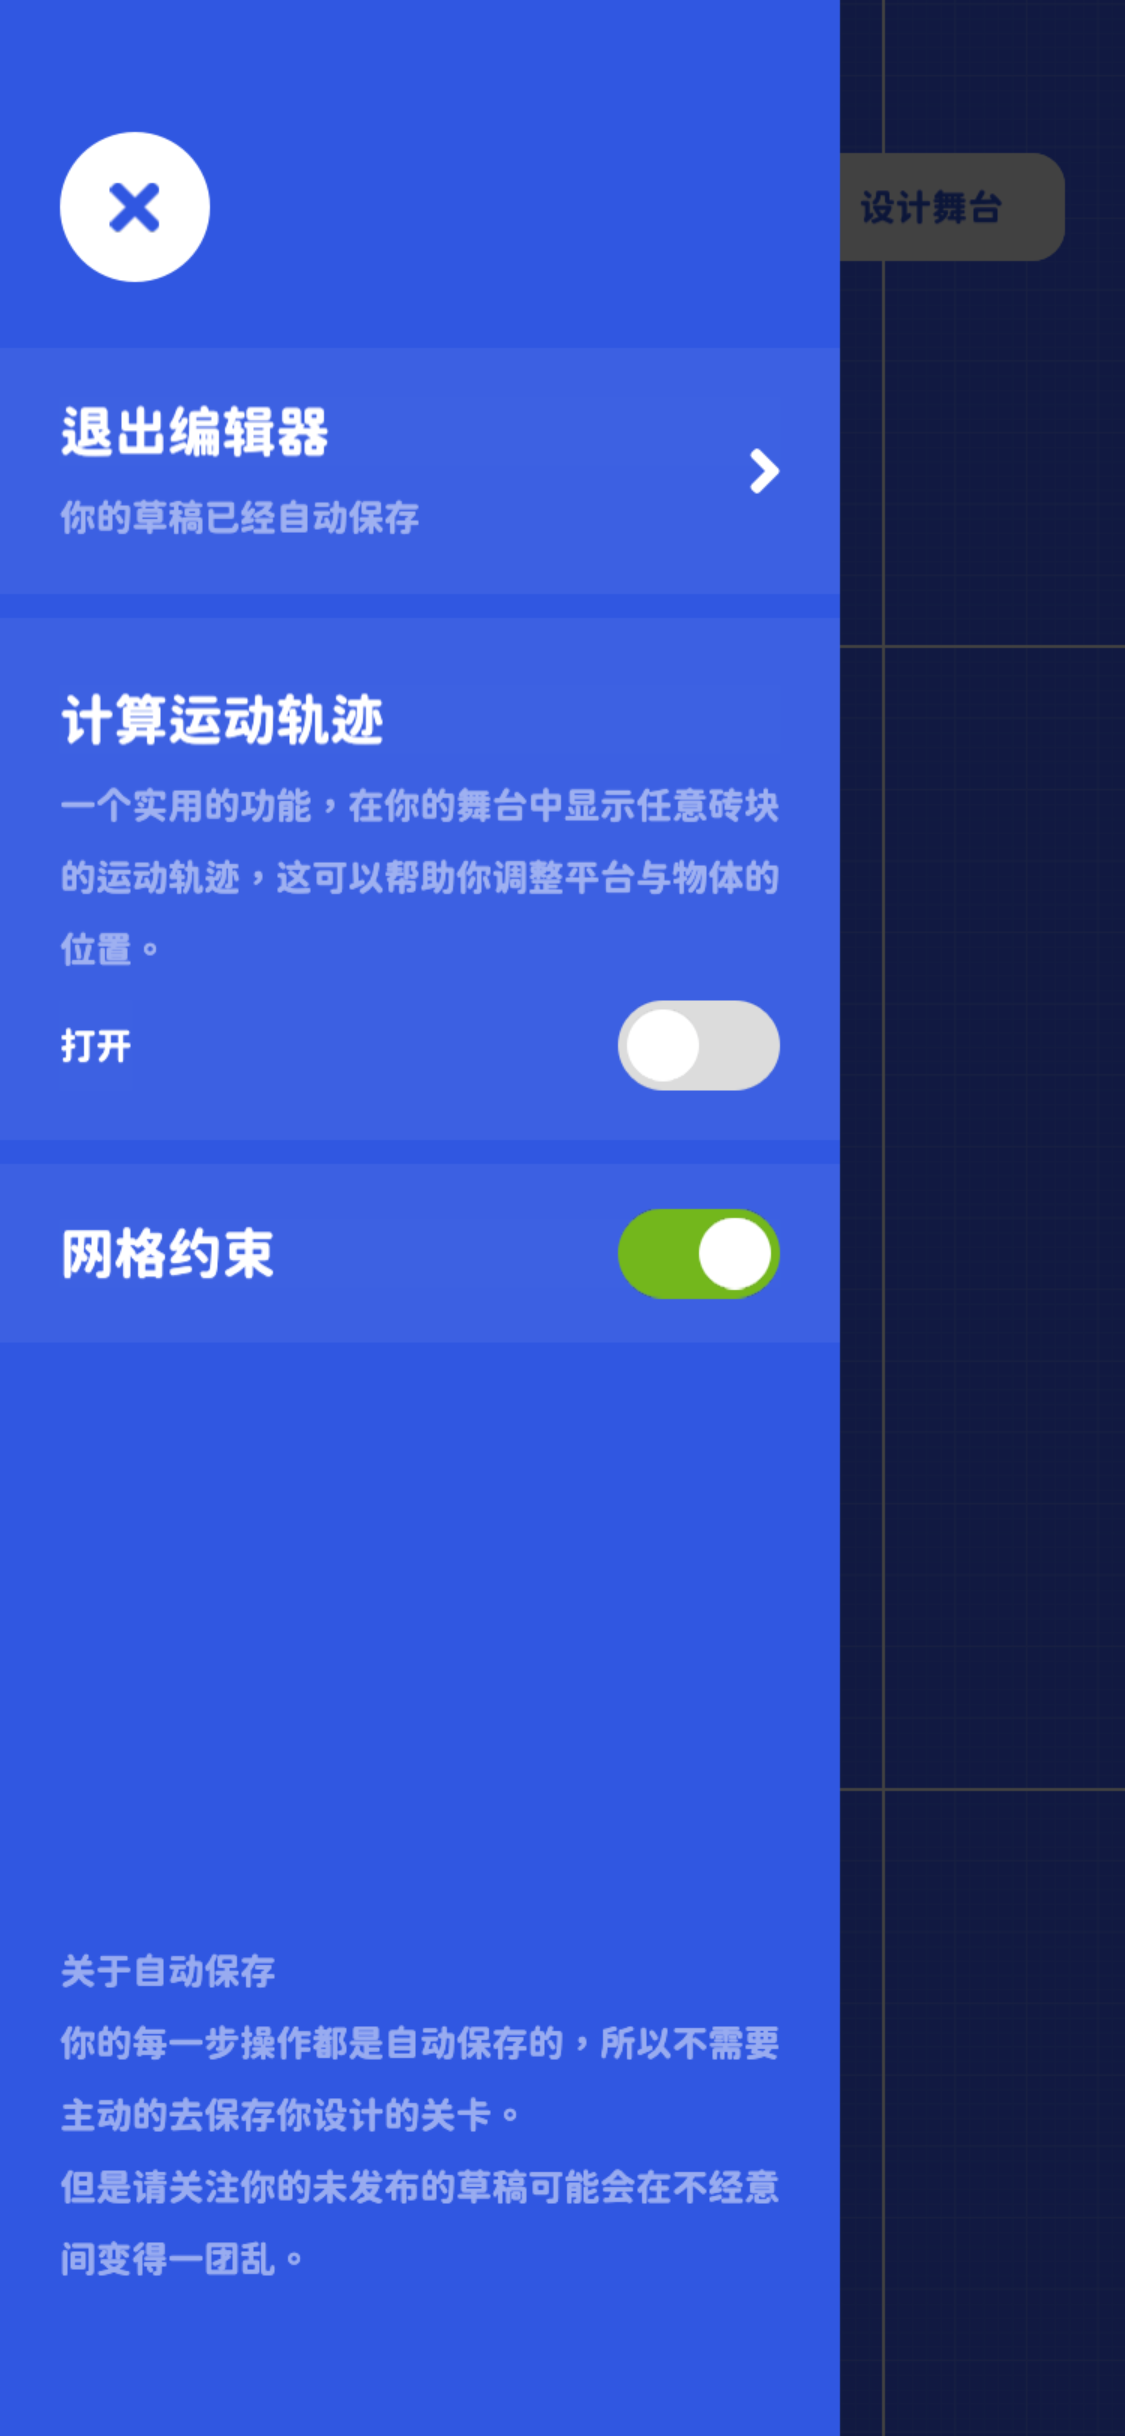 设计舞台
退出编辑器
你的草稿已经自动保存
计算运动轨迹
一个实用的功能，在你的舞台中显示任意砖块
的运动轨迹，这可以帮助你调整平台与物体的
位置。
打开
网格约束
关于自动保存
你的每一步操作都是自动保存的，所以不需要
主动的去保存你设计的关卡。
但是请关注你的未发布的草稿可能会在不经意
间变得一团乱。